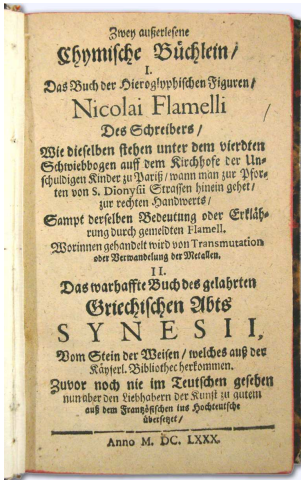 Zwey außerlesene
Chymische Büchlein/
I.
Das Buch der Hieroglyphischen Figuren/
Nicolai Flamelli
Des Schreibers/
Wie dieselben stehen unter dem vierdten
Schwiebbogen auff dem Kirchhofe der Un-
schuldigen Kinder zu Pariß/ wann man zur Pfor-
ten von S. Dionysii Strassen hinein gehet/
zur rechten Handwerts/
Sampt derselben Bedeutung oder Erkläh-
rung durch gemeldten Flamell.
Worinnen gehandelt wird von Transmutation
oder Verwandelung der Metallen.
II.
Das warhaffte Buch des gelahrten
Griechischen Abts
SYNESII,
Vom Stein der Weisen/ welches auß der
Käyserl. Bibliothec herkommen.
Zuvor noch nie im Teutschen gesehen
nun aber den Liebhabern der Kunst zu gutem
auß dem Frantzösischen ins Hochteutsche
übersetzet/
Anno M. DC. LXXX.